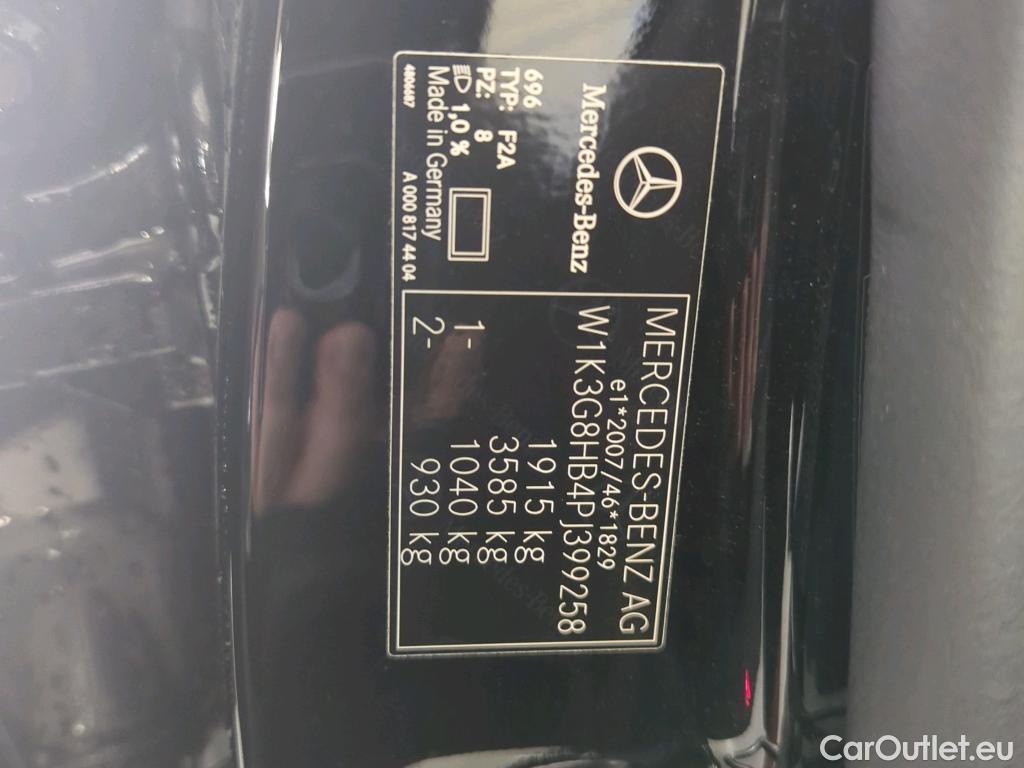 MERCEDES-BENZ AG
e1*2007/46*1829
W1K3G8HB4PJ399258
1915 kg
3585 kg
1- 1040 kg
2- 930 kg
Mercedes-Benz
696
TYP: F2A
PZ: 8
1,0 %
Made in Germany
4804487 A 000 817 44 04
CarOutlet.eu